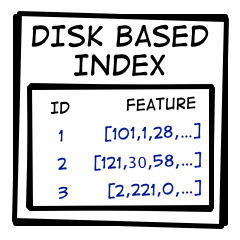 DISK BASED
INDEX
ID FEATURE
1 [101,1,28,...]
2 [121,30,58,...]
3 [2,221,0,...]